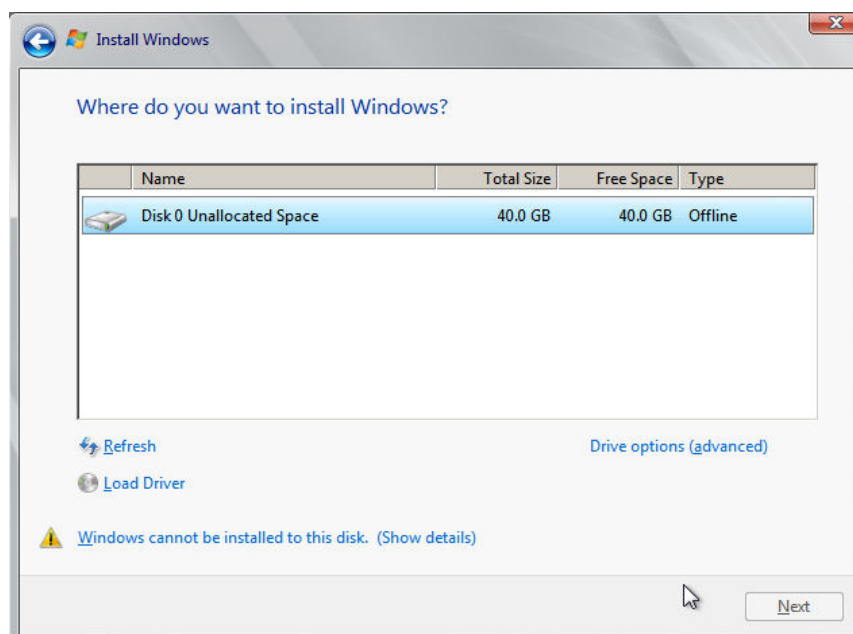 Install Windows
Where do you want to install Windows?
Name Total Size Free Space Type
Disk 0 Unallocated Space 40.0 GB 40.0 GB Offline
Refresh Drive options (advanced)
Load Driver
Windows cannot be installed to this disk. (Show details)
Next